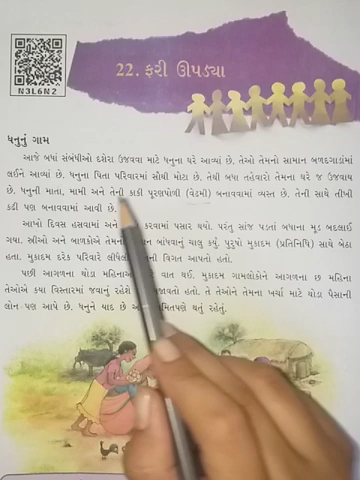 N3L6N2
22. ફરી ઊપડ્યા
ધનુનું ગામ
આજે બધાં સંબંધીઓ દશેરા ઉજવવા માટે ધનુના ઘરે આવ્યાં છે. તેઓ તેમનો સામાન બળદગાડાંમાં
લઈને આવ્યાં છે. ધનુના પિતા પરિવારમાં સૌથી મોટા છે. તેથી બધા તહેવારો તેમના ઘરે જ ઉજવાય
છે. ધનુની માતા, મામી અને તેની કાકી પૂરણપોળી (વેડમી) બનાવવામાં વ્યસ્ત છે. તેની સાથે તીખી
કઢી પણ બનાવવામાં આવી છે.
આખો દિવસ હસવામાં અને કરવામાં પસાર થયો. પરંતુ સાંજ પડતાં બધાના મૂડ બદલાઈ
ગયા. સ્ત્રીઓ અને બાળકોએ તેમનો સામાન બાંધવાનું ચાલુ કર્યું. પુરુષો મુકાદમ (પ્રતિનિધિ) સાથે બેઠા
હતા. મુકાદમ દરેક પરિવારે લીધેલી લોનની વિગત આપતો હતો.
પછી આગળના થોડા મહિનાઓ માટે વાત થઈ. મુકાદમ ગામલોકોને આગળના છ મહિના
તેઓએ કયા વિસ્તારમાં જવાનું રહેશે સમજાવતો હતો. તે તેઓને તેમના ખર્ચા માટે થોડા પૈસાની
લોન પણ આપે છે. ધનુને યાદ છે નિયમિતપણે થતું રહેતું.